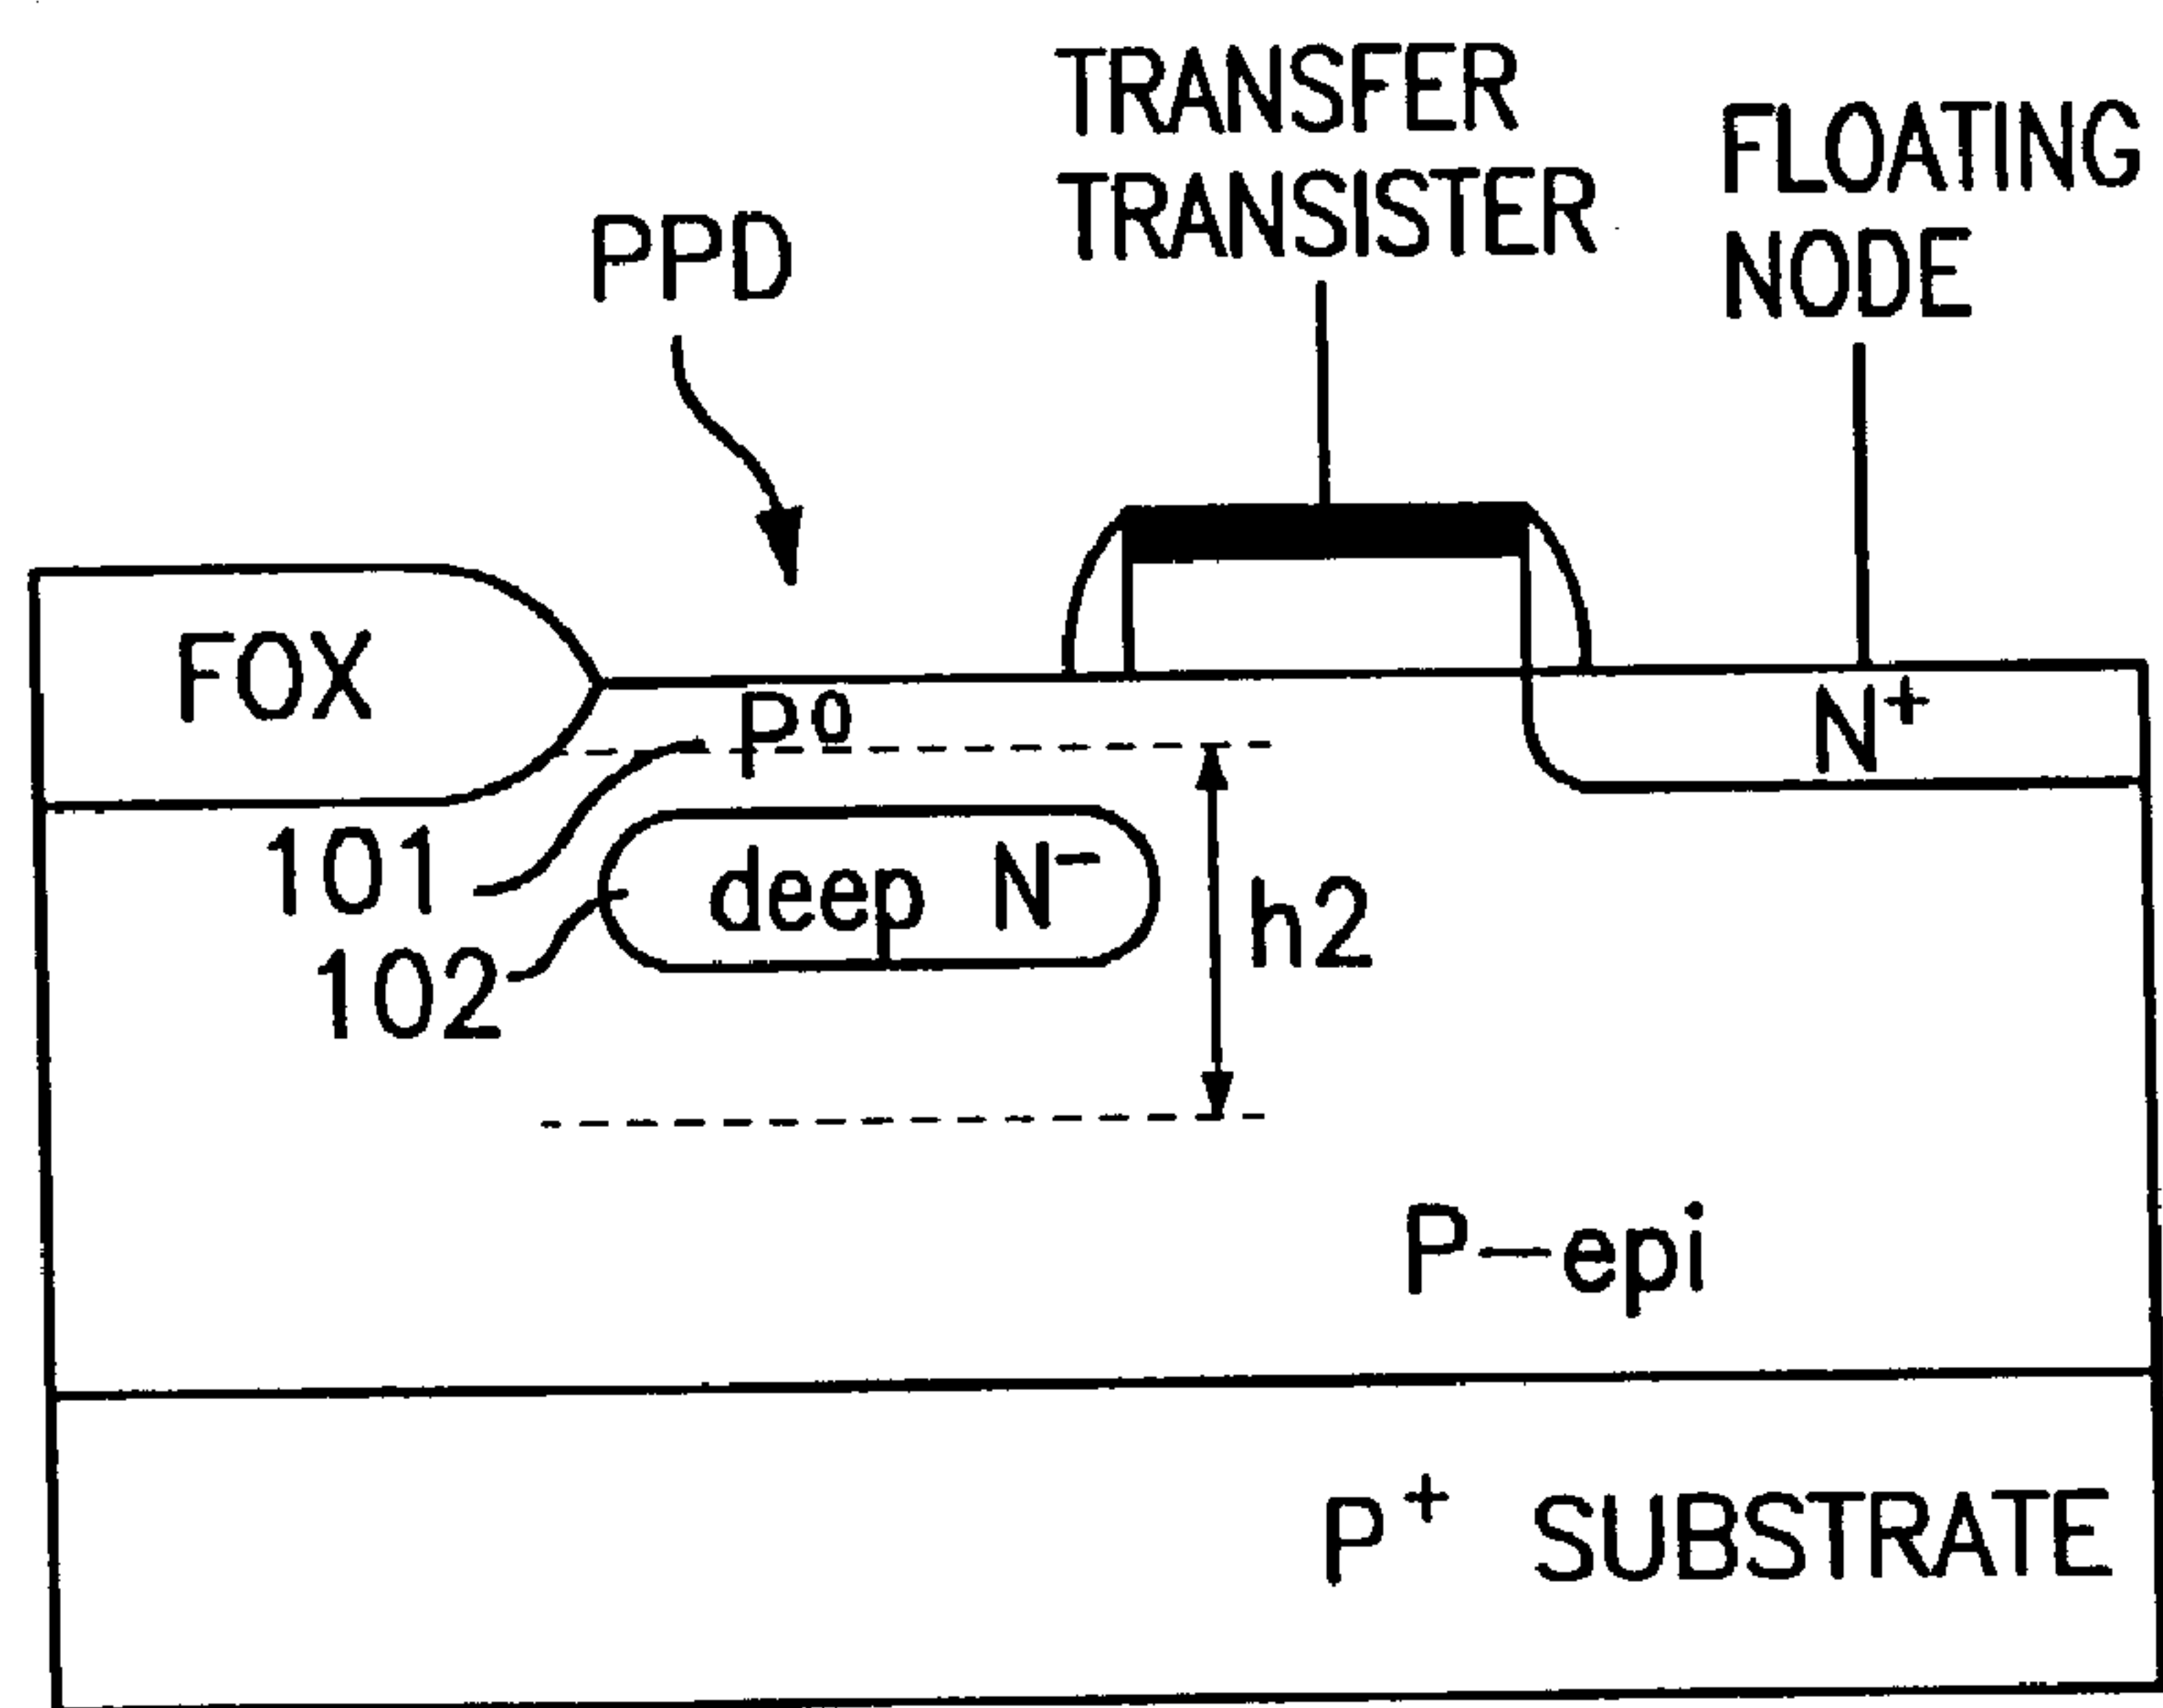 TRANSFER
TRANSISTER
FLOATING
NODE
PPD
FOX
P⁰
N⁺
101
deep N⁻
h2
102
P-epi
P⁺ SUBSTRATE